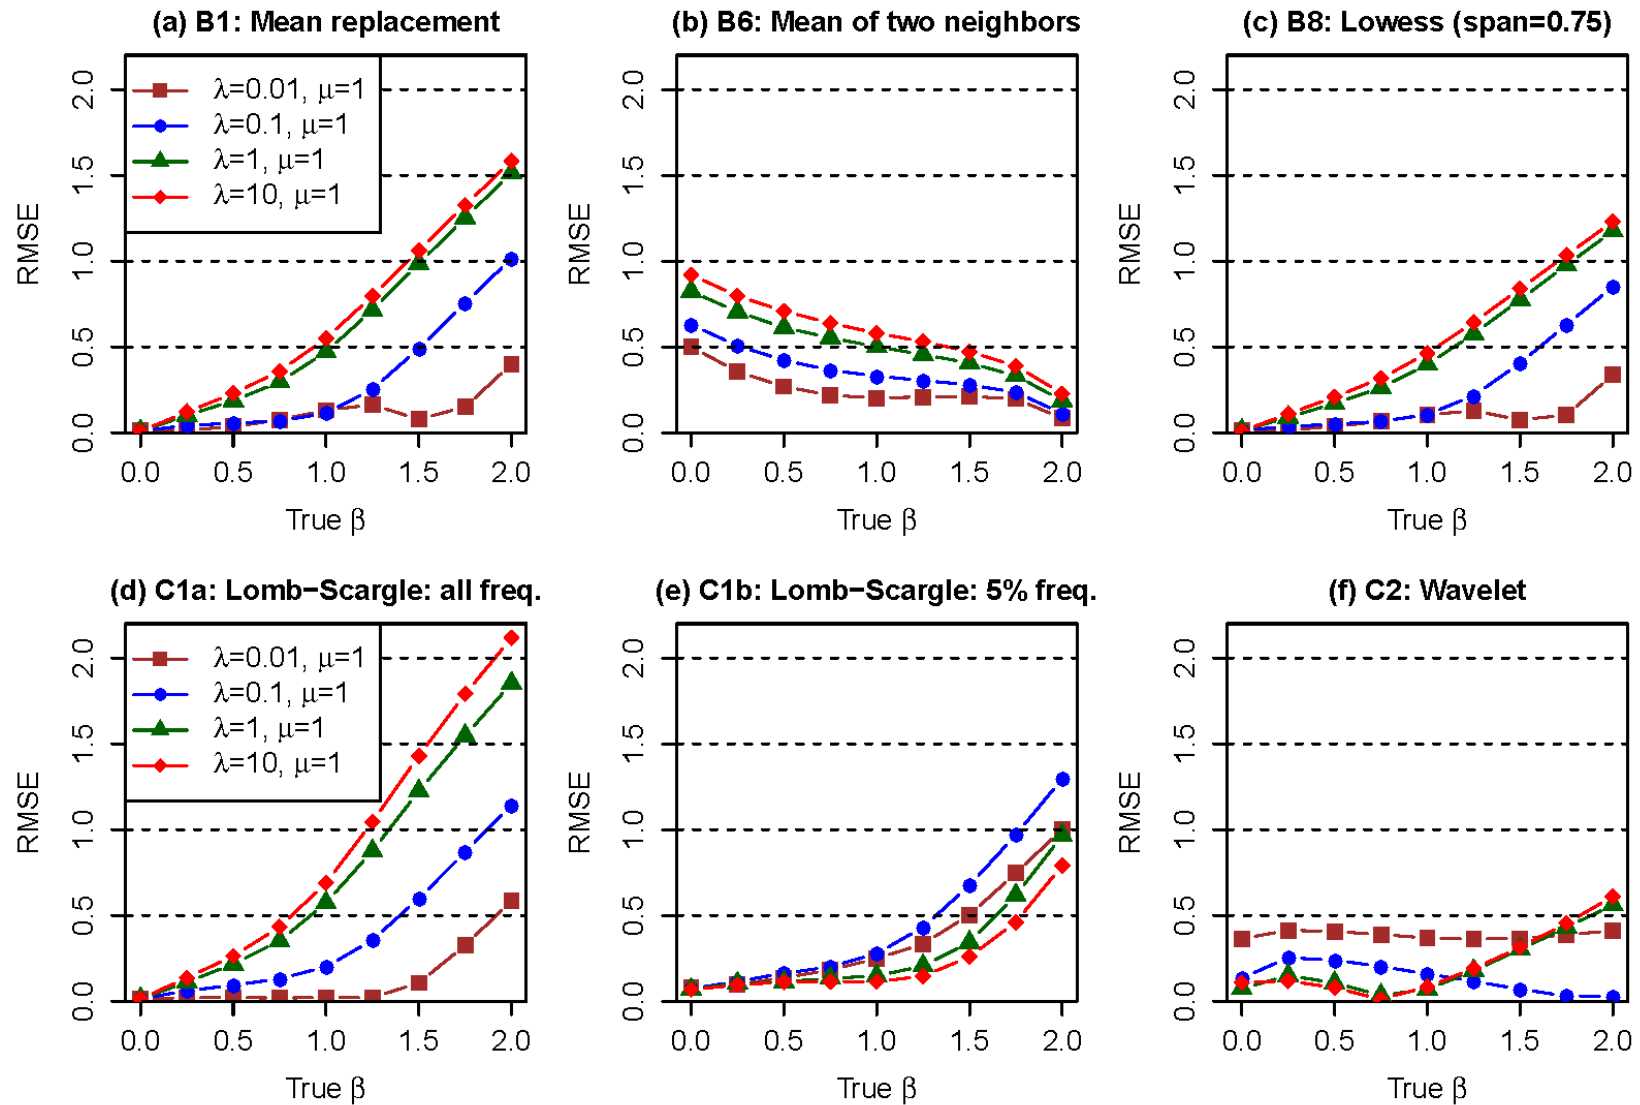 (a) B1: Mean replacement
(b) B6: Mean of two neighbors
(c) B8: Lowess (span=0.75)
RMSE
0.0 0.5 1.0 1.5 2.0
λ=0.01, μ=1
λ=0.1, μ=1
λ=1, μ=1
λ=10, μ=1
0.0 0.5 1.0 1.5 2.0
True β
RMSE
0.0 0.5 1.0 1.5 2.0
0.0 0.5 1.0 1.5 2.0
True β
RMSE
0.0 0.5 1.0 1.5 2.0
0.0 0.5 1.0 1.5 2.0
True β
(d) C1a: Lomb−Scargle: all freq.
(e) C1b: Lomb−Scargle: 5% freq.
(f) C2: Wavelet
RMSE
0.0 0.5 1.0 1.5 2.0
λ=0.01, μ=1
λ=0.1, μ=1
λ=1, μ=1
λ=10, μ=1
0.0 0.5 1.0 1.5 2.0
True β
RMSE
0.0 0.5 1.0 1.5 2.0
0.0 0.5 1.0 1.5 2.0
True β
RMSE
0.0 0.5 1.0 1.5 2.0
0.0 0.5 1.0 1.5 2.0
True β